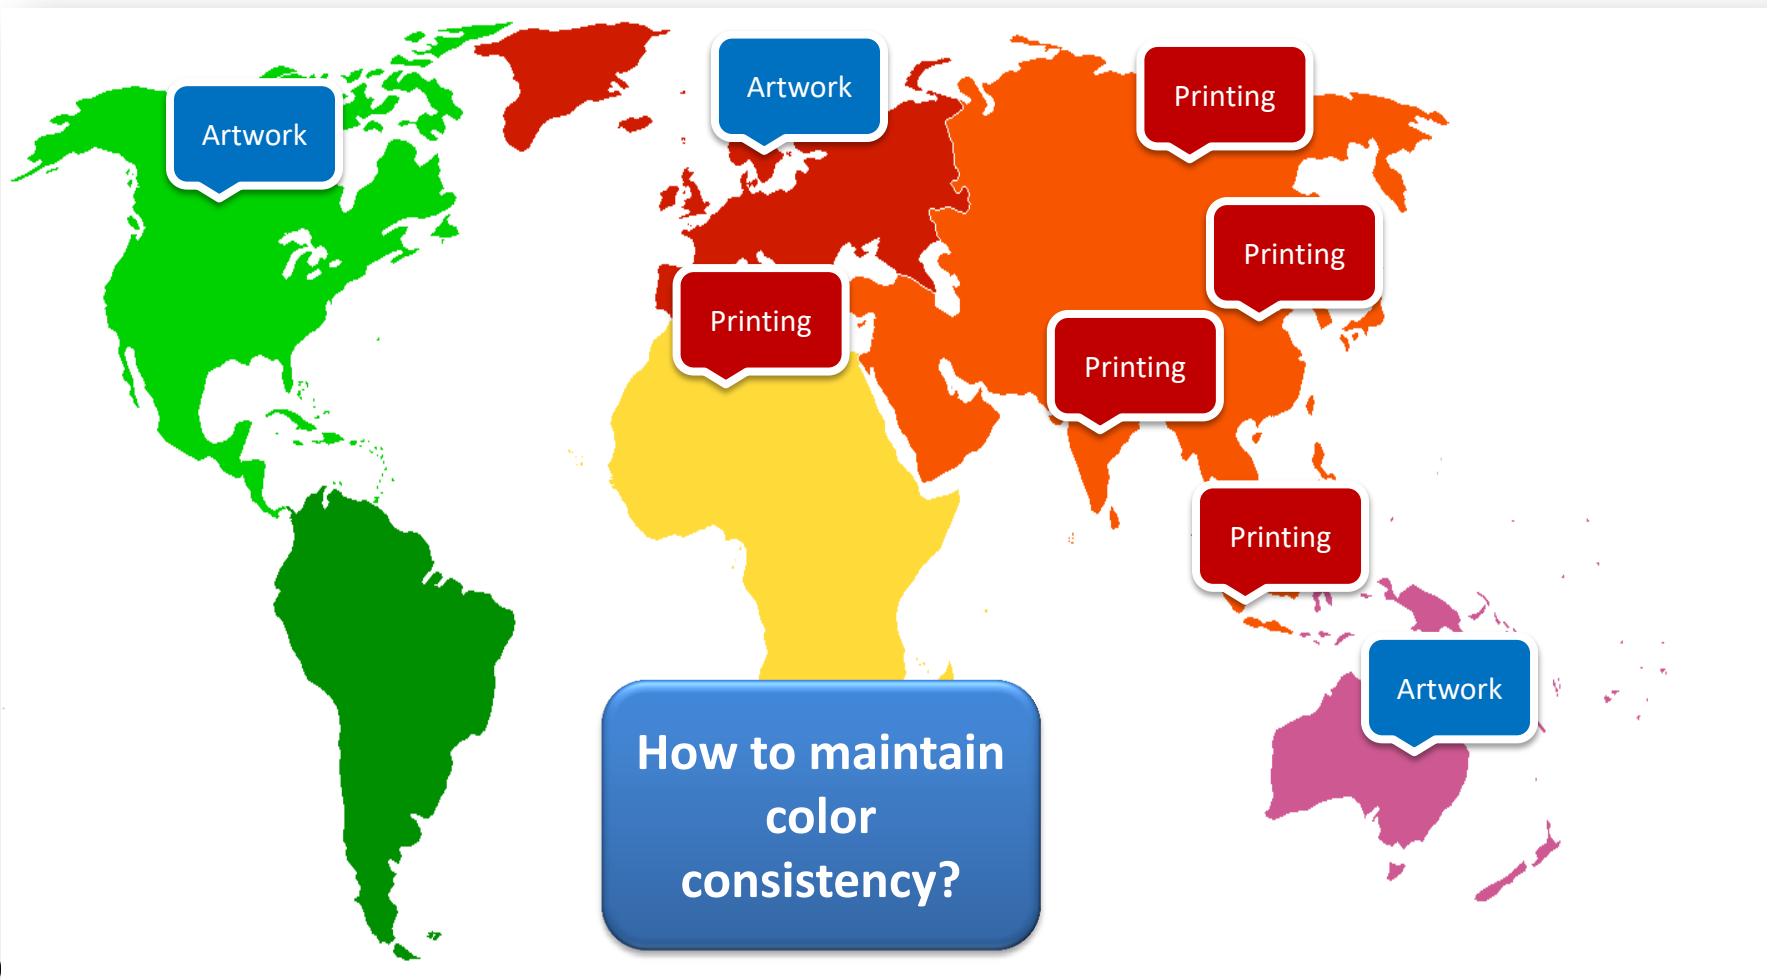 Artwork
Artwork
Printing
Printing
Printing
Printing
Printing
Artwork
How to maintain
color
consistency?